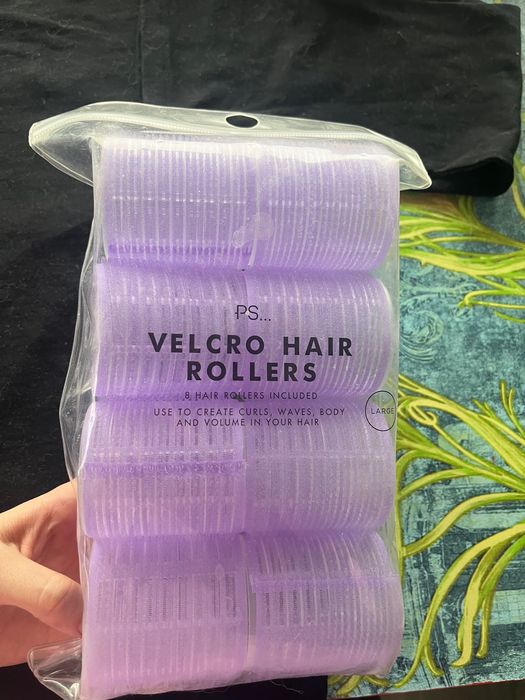 PS...
VELCRO HAIR
ROLLERS
8 HAIR ROLLERS INCLUDED
USE TO CREATE CURLS, WAVES, BODY
AND VOLUME IN YOUR HAIR
LARGE